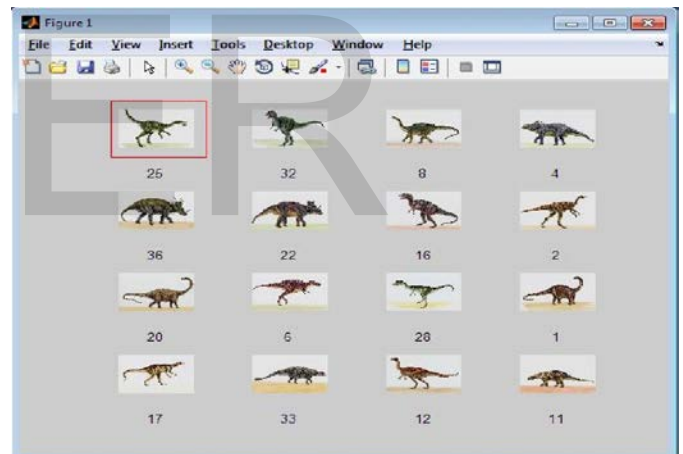 Figure 1
File Edit View Insert Tools Desktop Window Help
25 32 8 4
36 22 16 2
20 6 28 1
17 33 12 11
ER